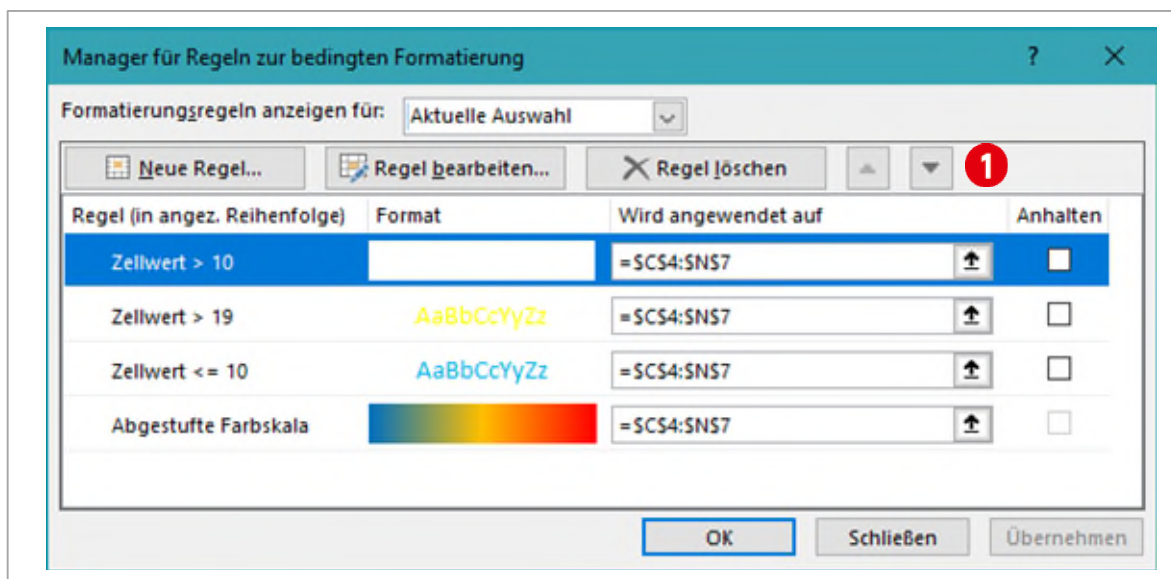 Manager für Regeln zur bedingten Formatierung ?
Formatierungsregeln anzeigen für: Aktuelle Auswahl
Neue Regel... Regel bearbeiten... Regel löschen 1
Regel (in angez. Reihenfolge) Format Wird angewendet auf Anhalten
Zellwert > 10 =$C$4:$N$7
Zellwert > 19 AaBbCcYyZz =$C$4:$N$7
Zellwert <= 10 AaBbCcYyZz =$C$4:$N$7
Abgestufte Farbskala =$C$4:$N$7
OK Schließen Übernehmen